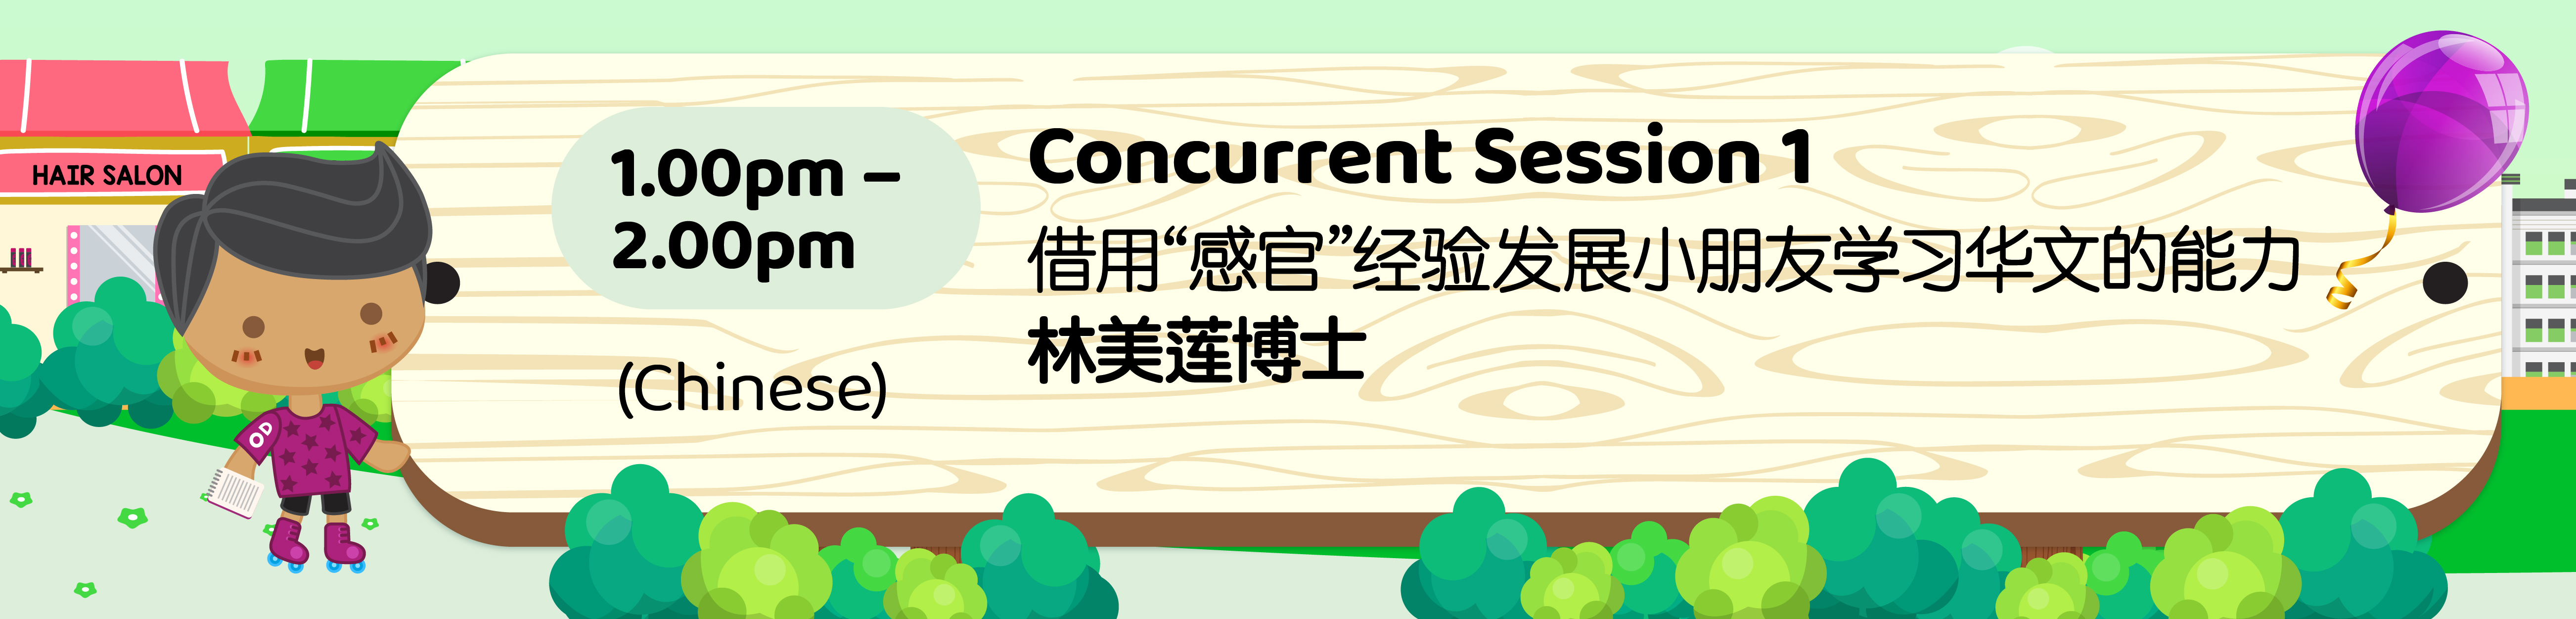 HAIR SALON
1.00pm –
2.00pm
(Chinese)
Concurrent Session 1
借用“感官”经验发展小朋友学习华文的能力
林美莲博士
OD